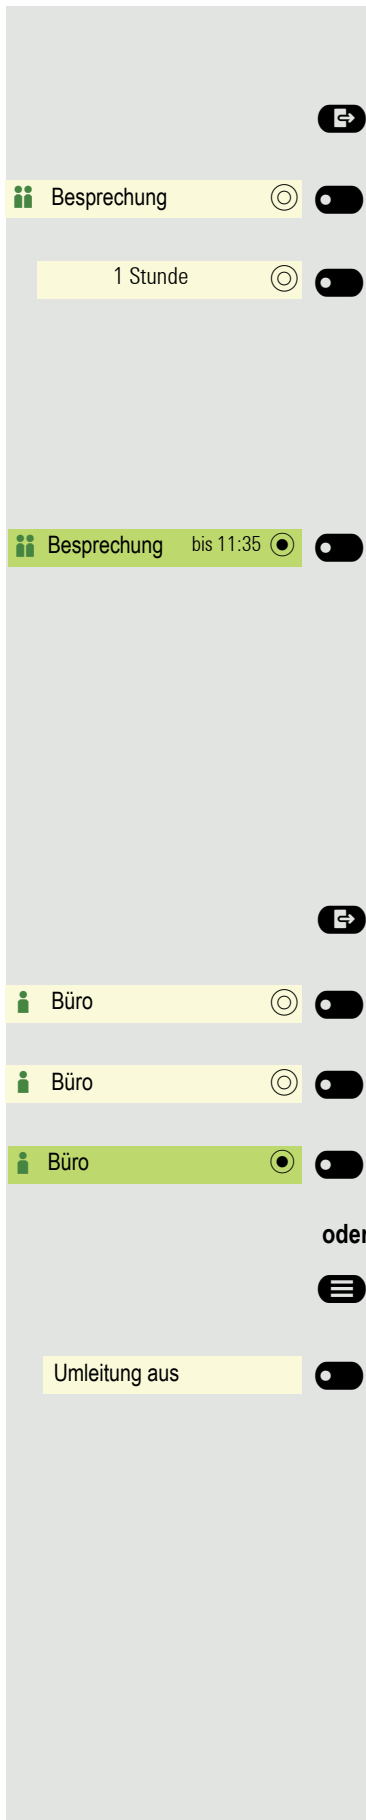 Besprechung
1 Stunde
Besprechung bis 11:35
Büro
Büro
Büro
oder
Umleitung aus